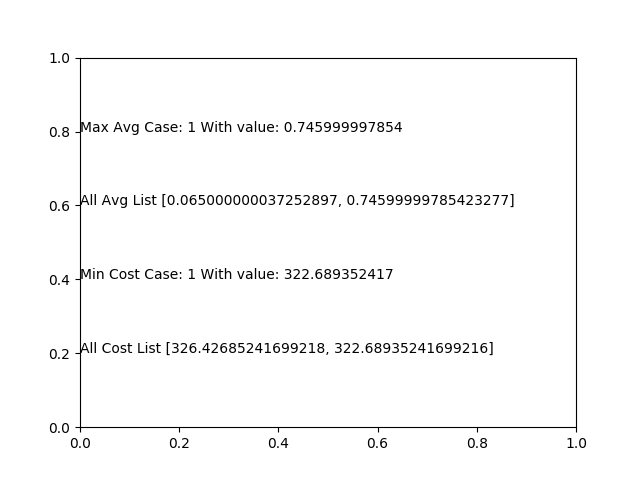 1.0
0.8
Max Avg Case: 1 With value: 0.745999997854
0.6
All Avg List [0.065000000037252897, 0.74599999785423277]
0.4
Min Cost Case: 1 With value: 322.689352417
0.2
All Cost List [326.42685241699218, 322.68935241699216]
0.0
0.0 0.2 0.4 0.6 0.8 1.0